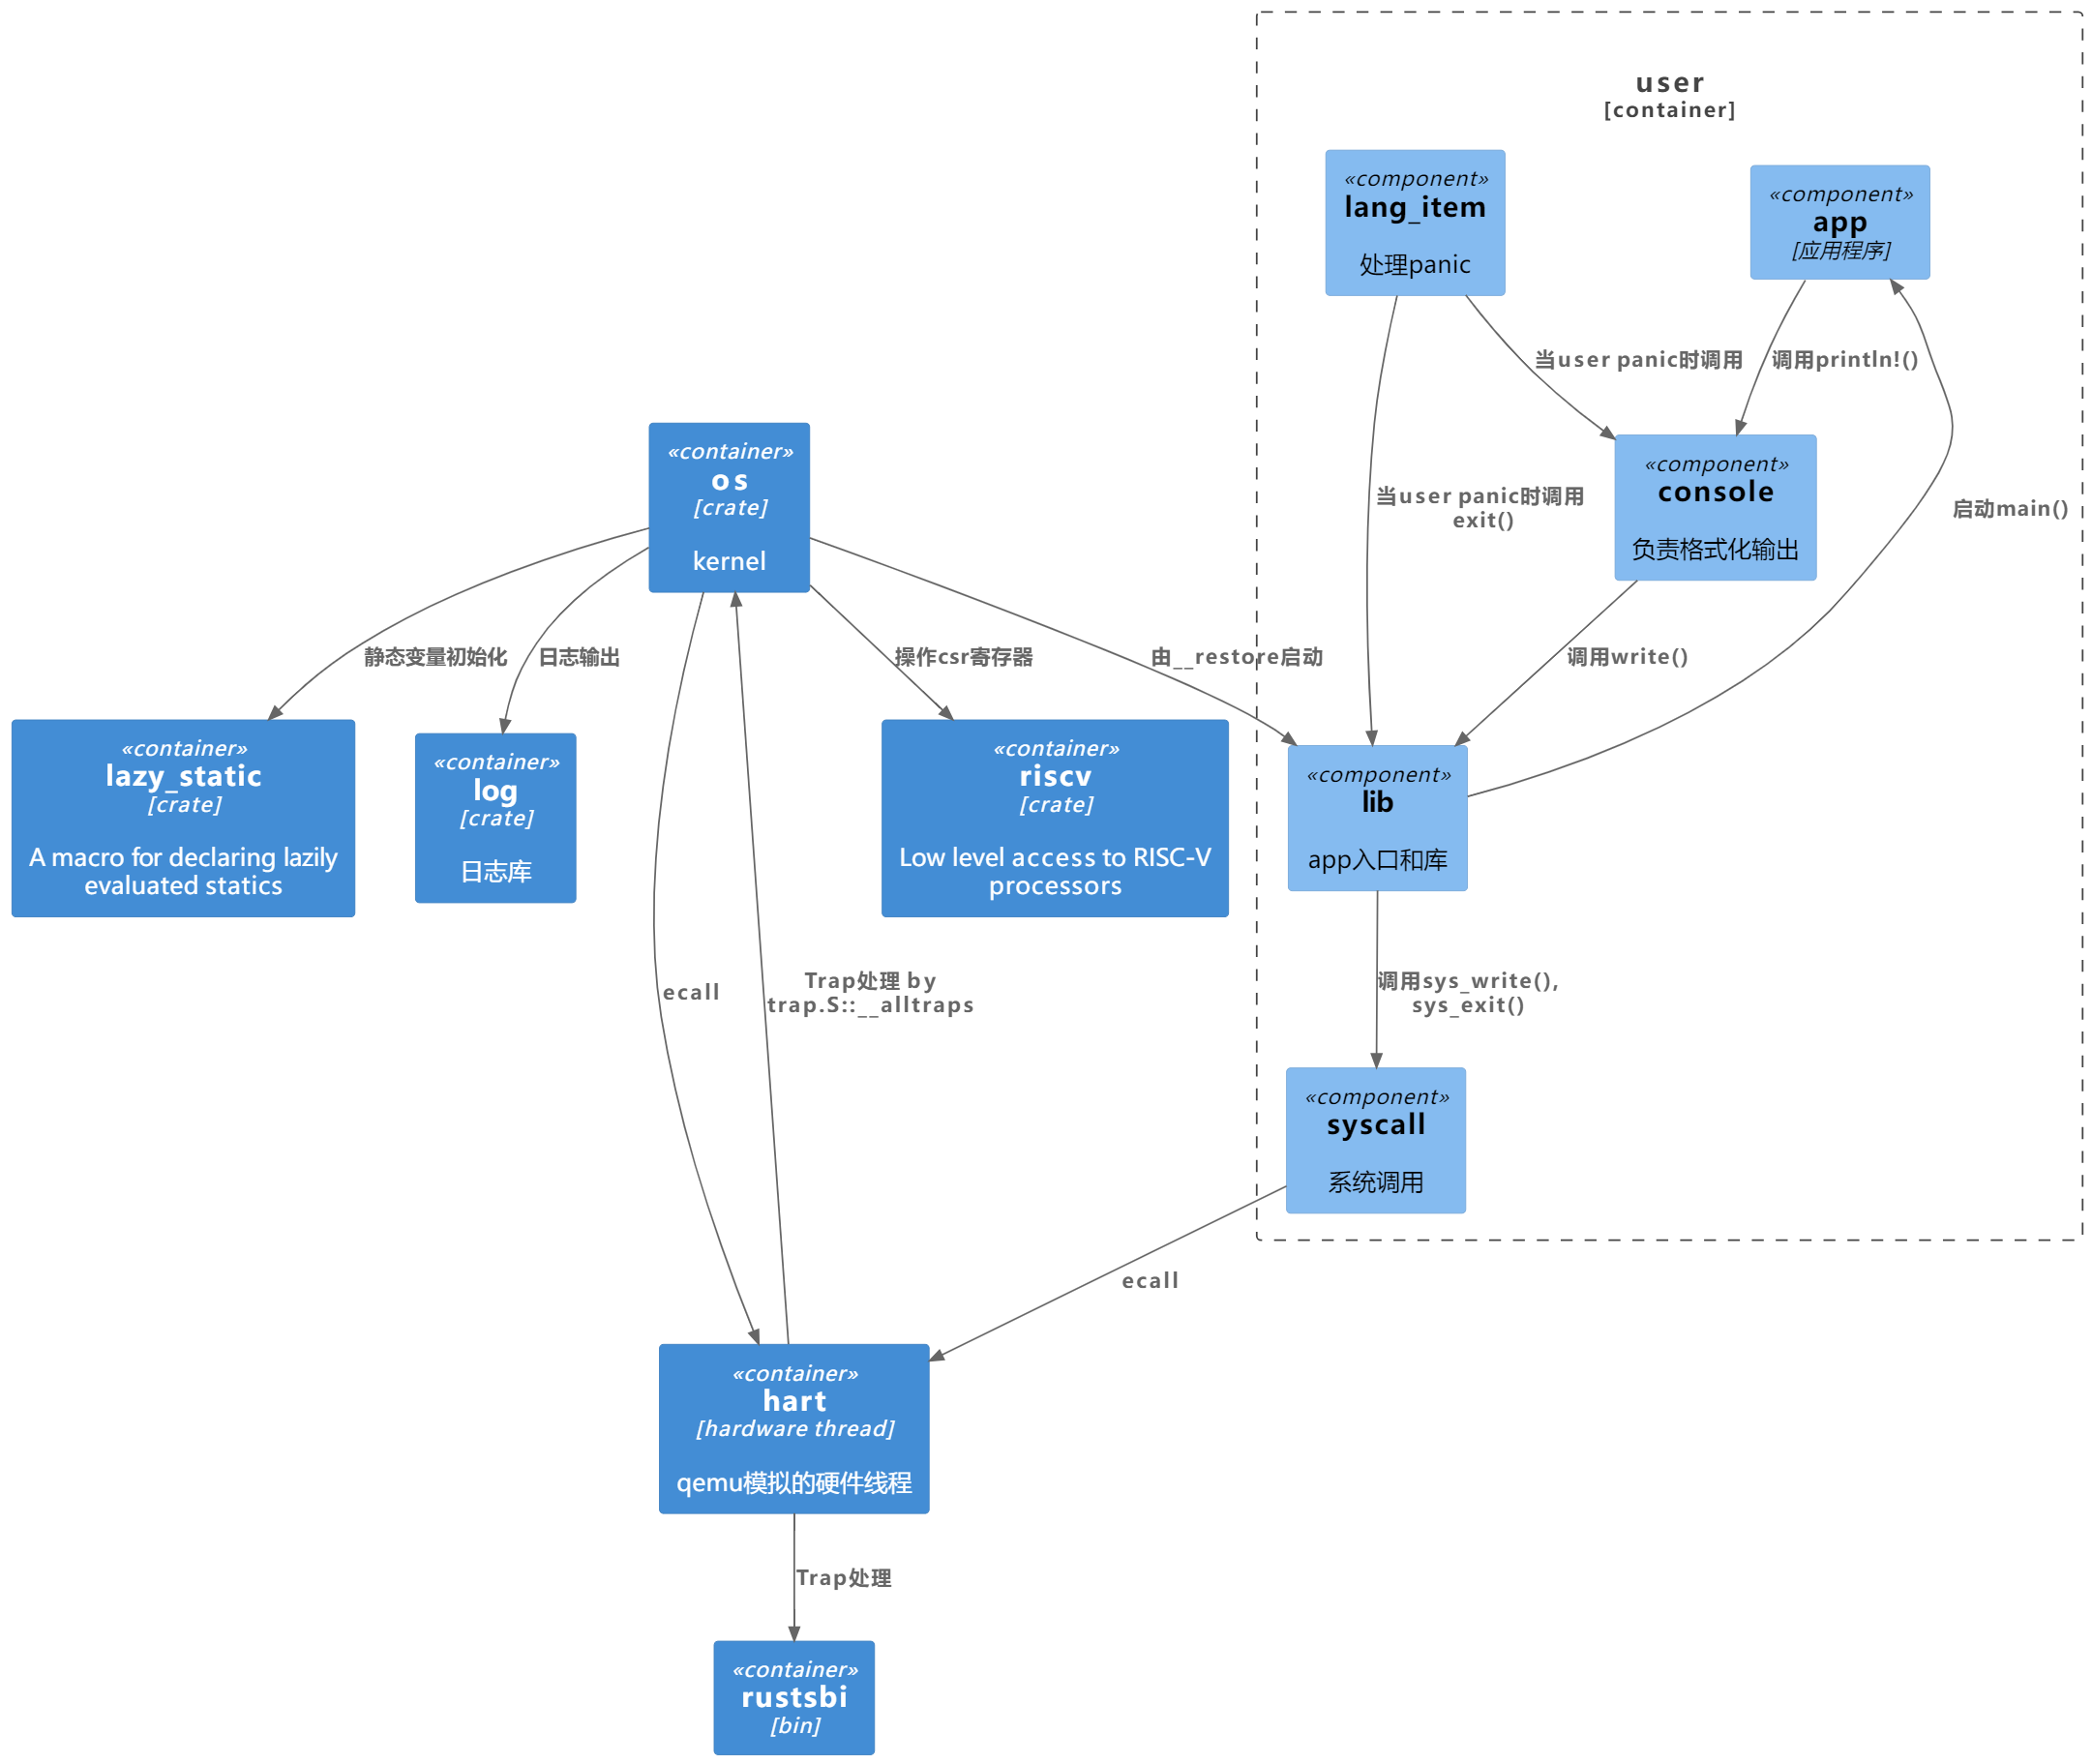 user
[container]
«component»
lang_item
处理panic
«component»
app
[应用程序]
当user panic时调用
调用println!()
«container»
os
[crate]
kernel
«component»
console
负责格式化输出
当user panic时调用
exit()
启动main()
静态变量初始化
日志输出
操作csr寄存器
由__restore启动
调用write()
«container»
lazy_static
[crate]
A macro for declaring lazily
evaluated statics
«container»
log
[crate]
日志库
«container»
riscv
[crate]
Low level access to RISC-V
processors
«component»
lib
app入口和库
ecall
Trap处理 by
trap.S::__alltraps
调用sys_write(),
sys_exit()
«component»
syscall
系统调用
ecall
«container»
hart
[hardware thread]
qemu模拟的硬件线程
Trap处理
«container»
rustsbi
[bin]